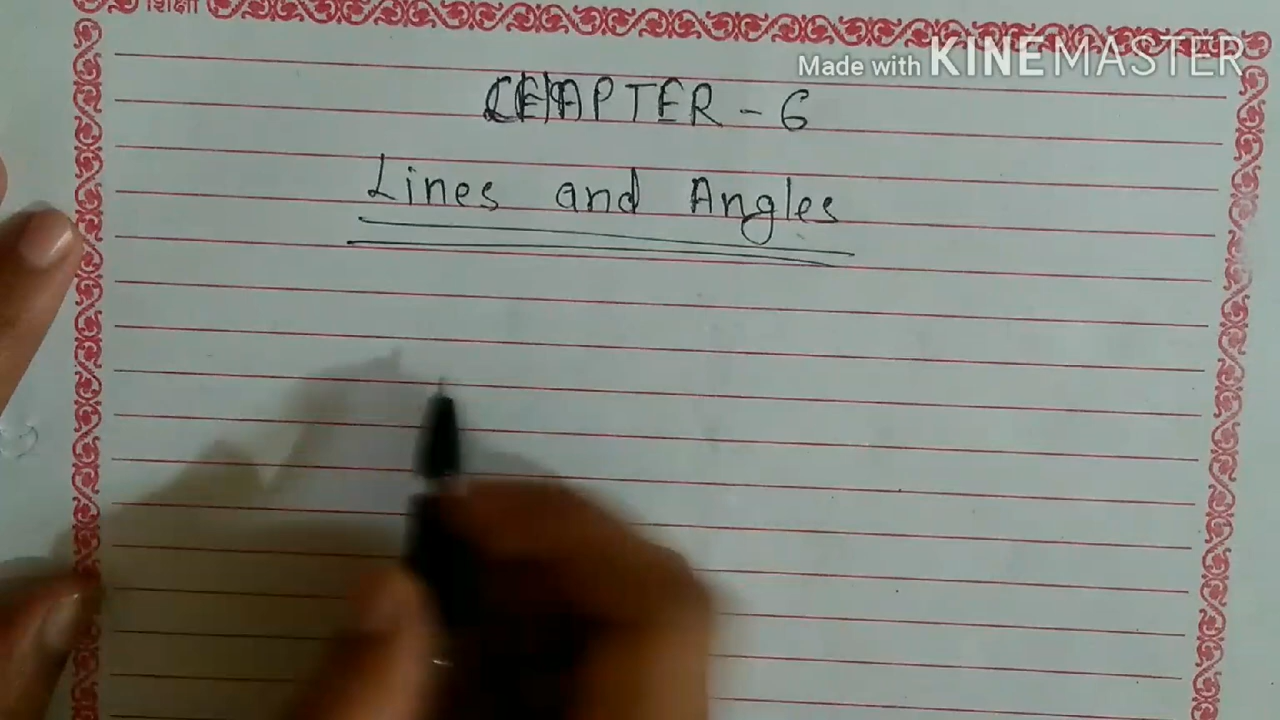 शिक्षा
Made with KINEMASTER
CHAPTER - 6
Lines and Angles